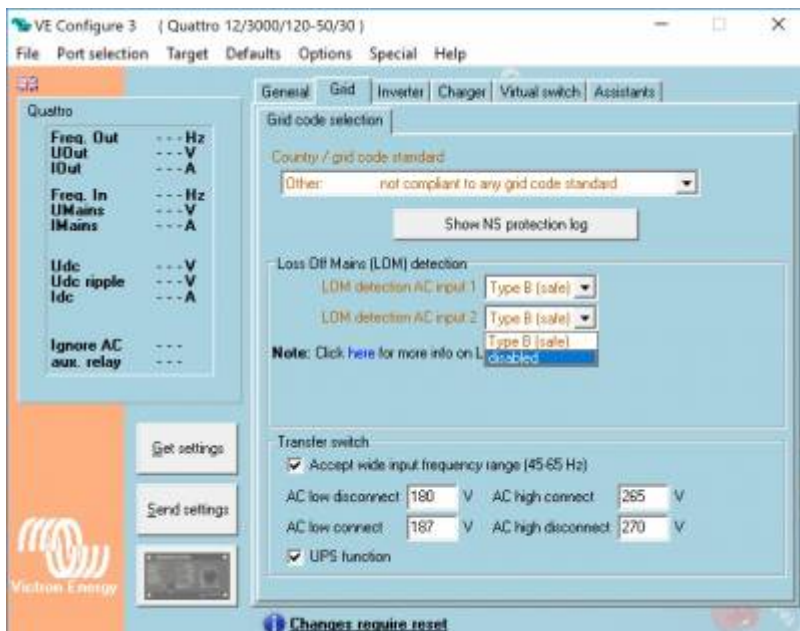 VE Configure 3 ( Quattro 12/3000/120-50/30 )
File Port selection Target Defaults Options Special Help
General Grid Inverter Charger Virtual switch Assistants
Quattro
Grid code selection
Freq. Out - - - Hz
UOut - - - V
IOut - - - A
Freq. In - - - Hz
UMains - - - V
IMains - - - A
Udc - - - V
Udc ripple - - - V
Idc - - - A
Ignore AC - - -
aux. relay - - -
Country / grid code standard
Other: not compliant to any grid code standard
Show NS protection log
Loss Off Mains (LOM) detection
LOM detection AC input 1 Type B (safe)
LOM detection AC input 2 Type B (safe)
Type B (safe)
disabled
Note: Click here for more info on L
Get settings
Send settings
Transfer switch
Accept wide input frequency range (45-65 Hz)
AC low disconnect 180 V AC high connect 265 V
AC low connect 187 V AC high disconnect 270 V
UPS function
Victron Energy
Changes require reset